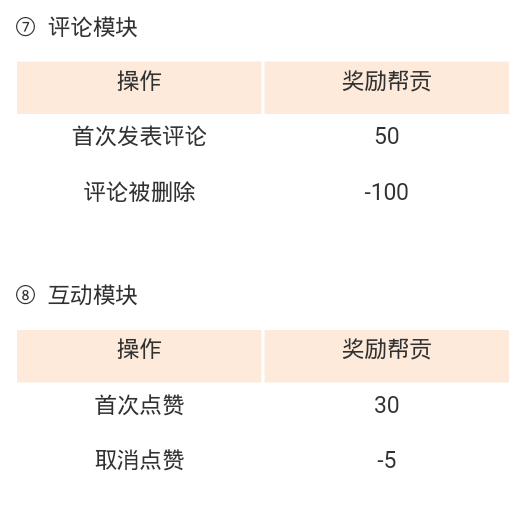 ⑦ 评论模块
操作 奖励帮贡
首次发表评论 50
评论被删除 -100
⑧ 互动模块
操作 奖励帮贡
首次点赞 30
取消点赞 -5